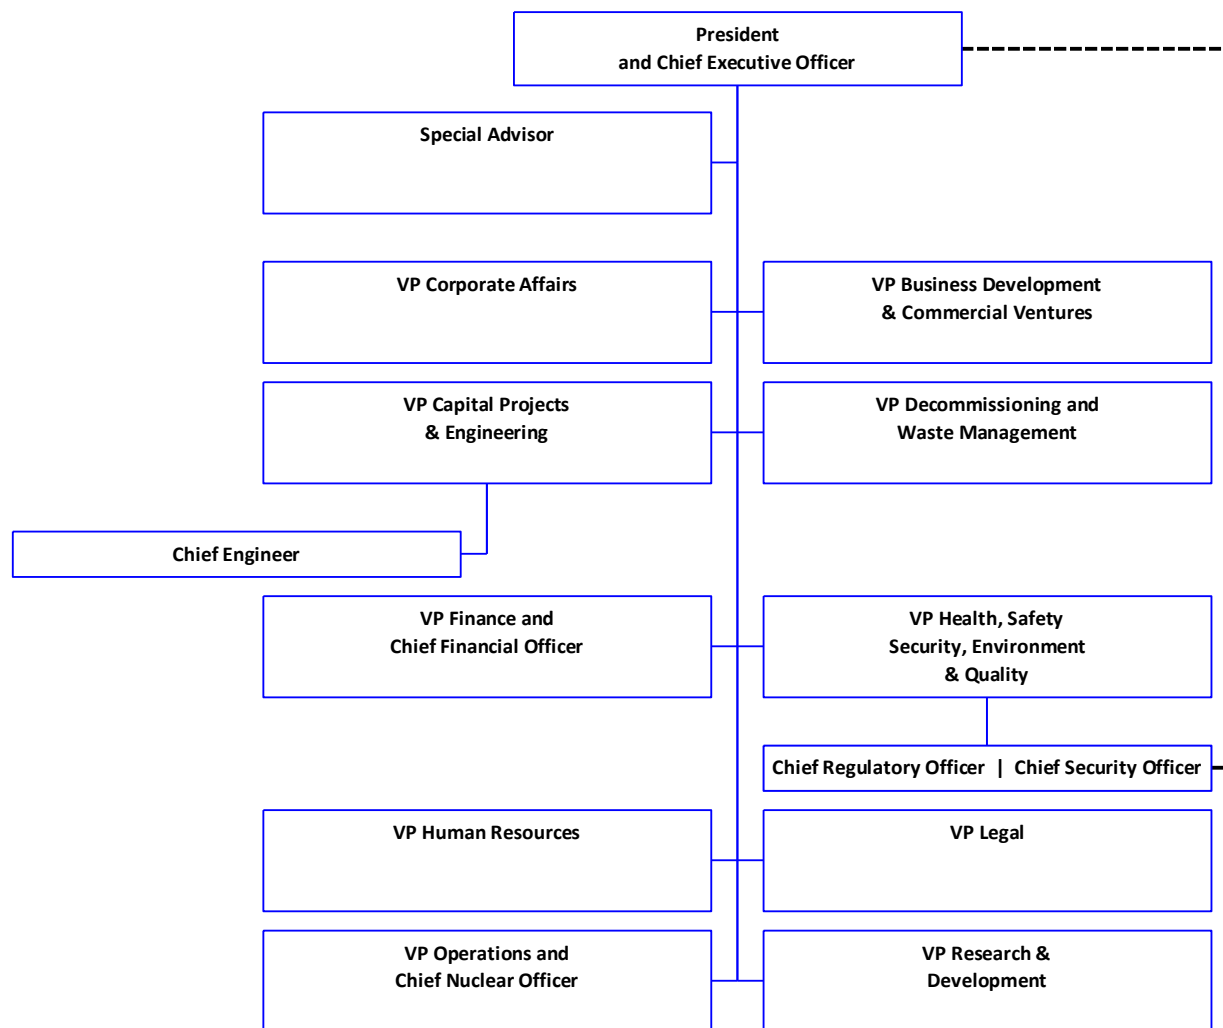 President
and Chief Executive Officer
Special Advisor
VP Corporate Affairs
VP Business Development
& Commercial Ventures
VP Capital Projects
& Engineering
VP Decommissioning and
Waste Management
Chief Engineer
VP Finance and
Chief Financial Officer
VP Health, Safety
Security, Environment
& Quality
Chief Regulatory Officer | Chief Security Officer
VP Human Resources
VP Legal
VP Operations and
Chief Nuclear Officer
VP Research &
Development